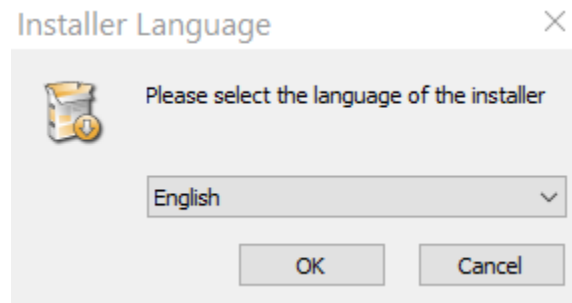 Installer Language
Please select the language of the installer
English
OK
Cancel